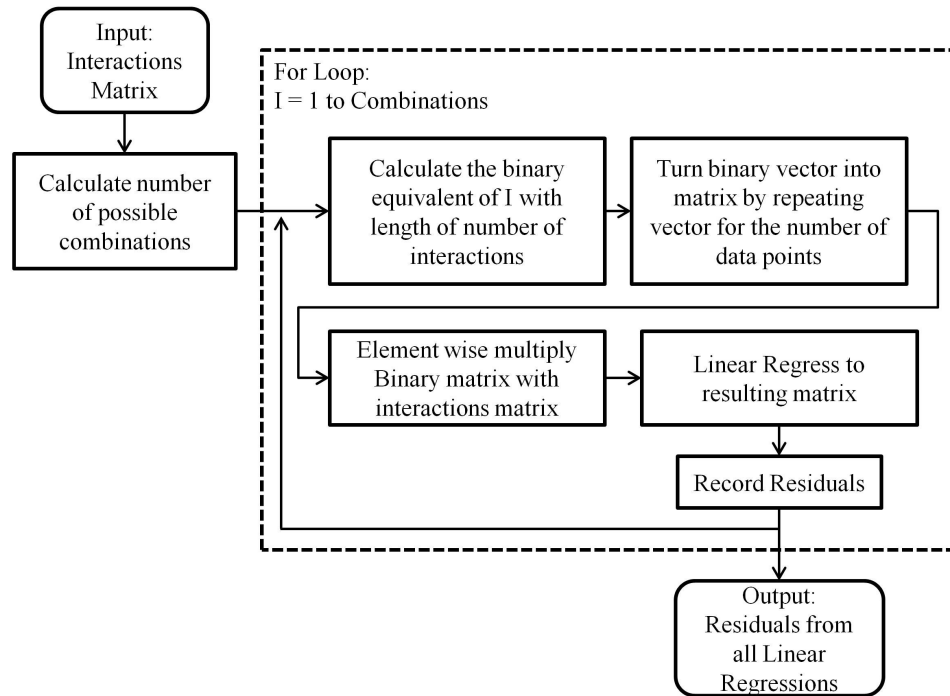 Input:
Interactions
Matrix
For Loop:
I = 1 to Combinations
Calculate number
of possible
combinations
Calculate the binary
equivalent of I with
length of number of
interactions
Turn binary vector into
matrix by repeating
vector for the number of
data points
Element wise multiply
Binary matrix with
interactions matrix
Linear Regress to
resulting matrix
Record Residuals
Output:
Residuals from
all Linear
Regressions